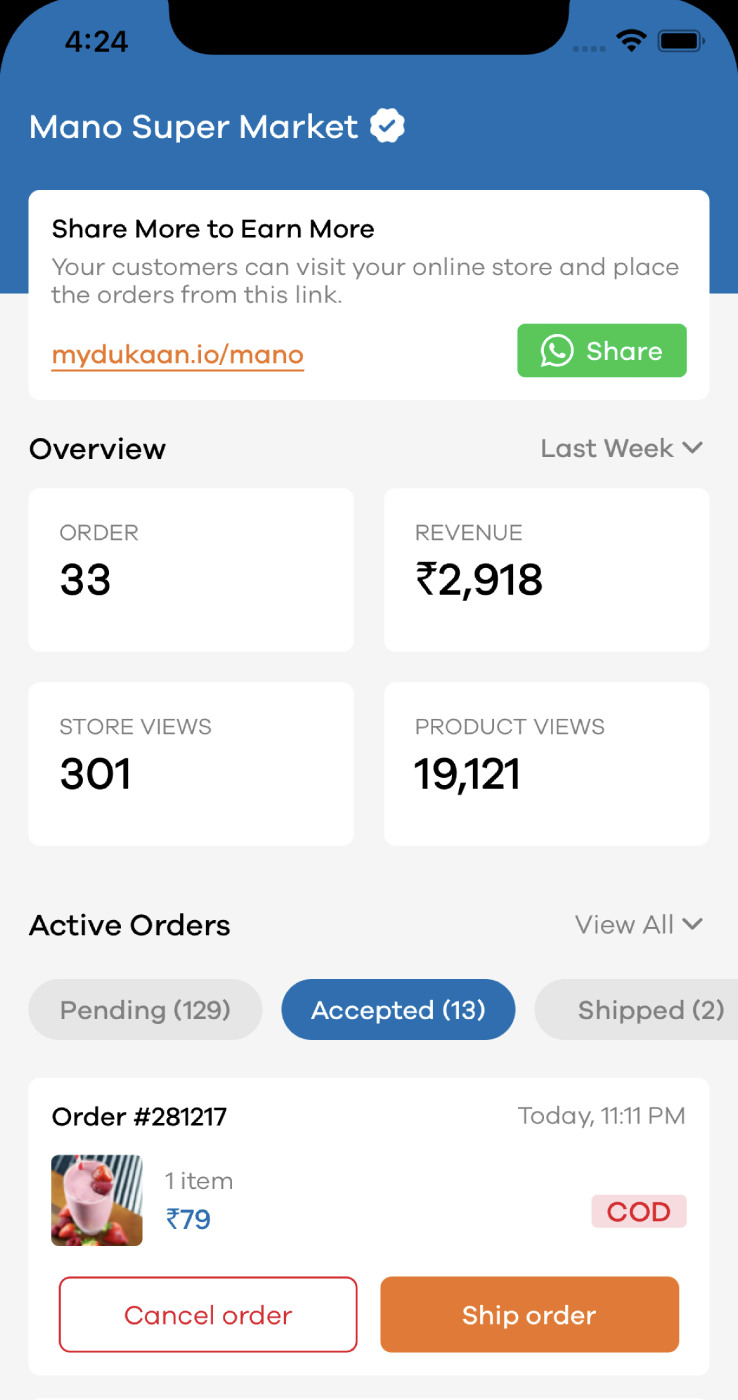 4:24
Mano Super Market
Share More to Earn More
Your customers can visit your online store and place
the orders from this link.
mydukaan.io/mano
Share
Overview
Last Week
ORDER
33
REVENUE
₹2,918
STORE VIEWS
301
PRODUCT VIEWS
19,121
Active Orders
View All
Pending (129)
Accepted (13)
Shipped (2)
Order #281217
Today, 11:11 PM
1 item
₹79
COD
Cancel order
Ship order